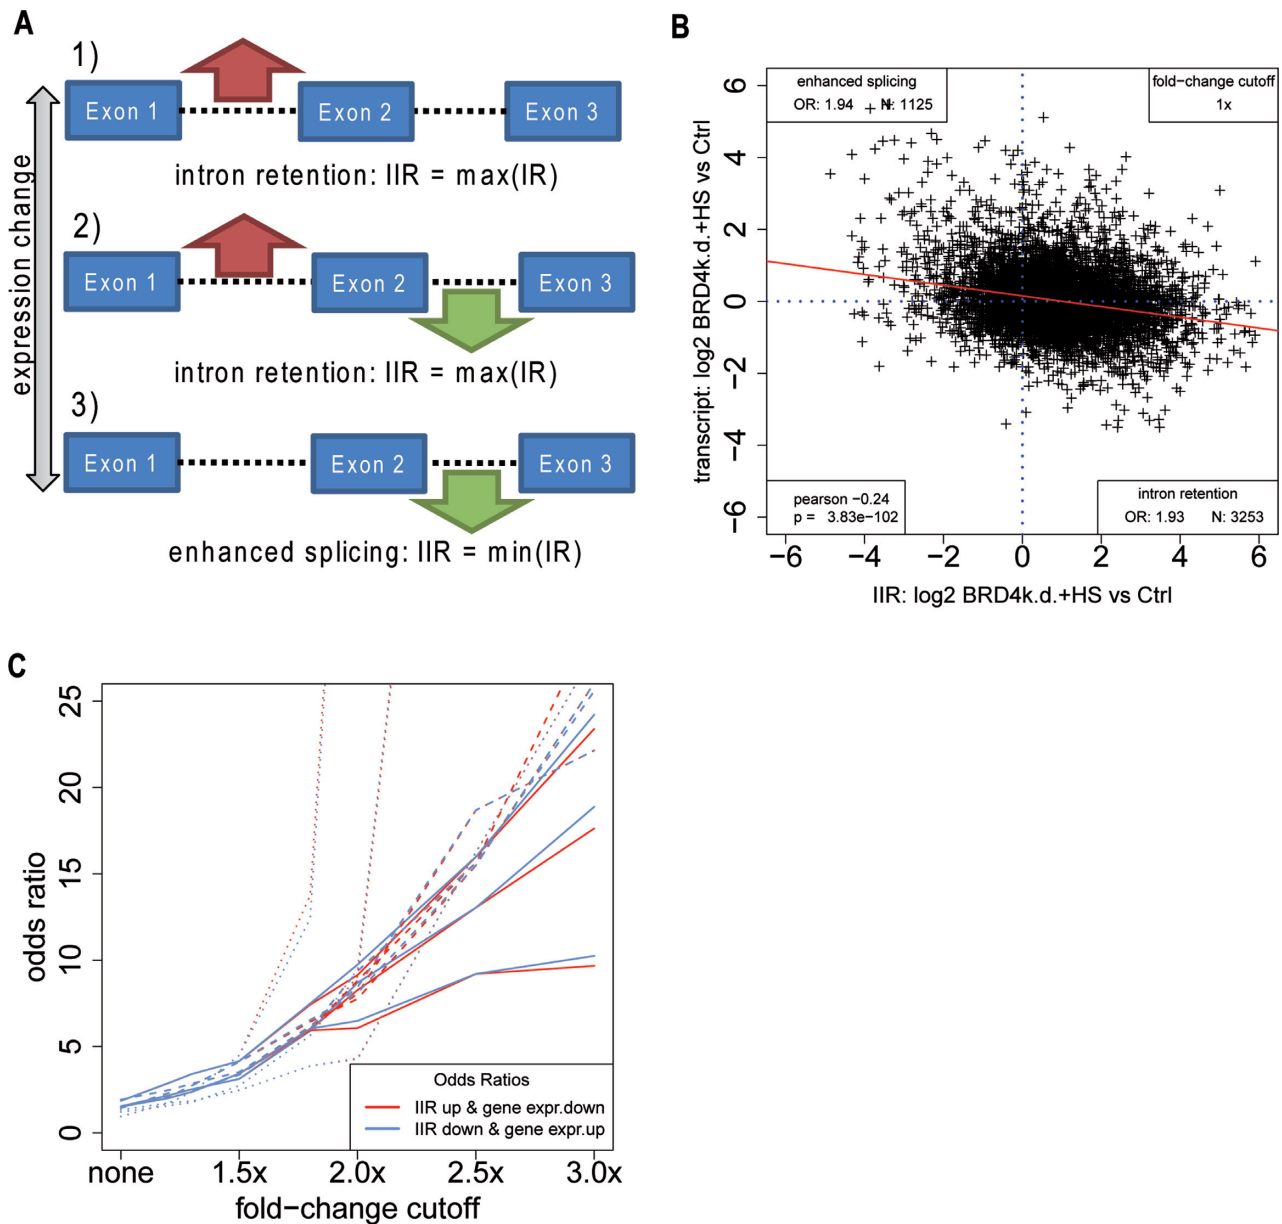 A
1)
Exon 1
Exon 2
Exon 3
intron retention: IIR = max(IR)
2)
Exon 1
Exon 2
Exon 3
intron retention: IIR = max(IR)
3)
Exon 1
Exon 2
Exon 3
enhanced splicing: IIR = min(IR)
expression change
B
enhanced splicing
OR: 1.94 N: 1125
fold−change cutoff
1x
pearson −0.24
p = 3.83e−102
intron retention
OR: 1.93 N: 3253
transcript: log2 BRD4k.d.+HS vs Ctrl
6
4
2
0
−2
−4
−6
−6 −4 −2 0 2 4 6
IIR: log2 BRD4k.d.+HS vs Ctrl
C
odds ratio
25
20
15
10
5
0
Odds Ratios
IIR up & gene expr.down
IIR down & gene expr.up
none 1.5x 2.0x 2.5x 3.0x
fold−change cutoff